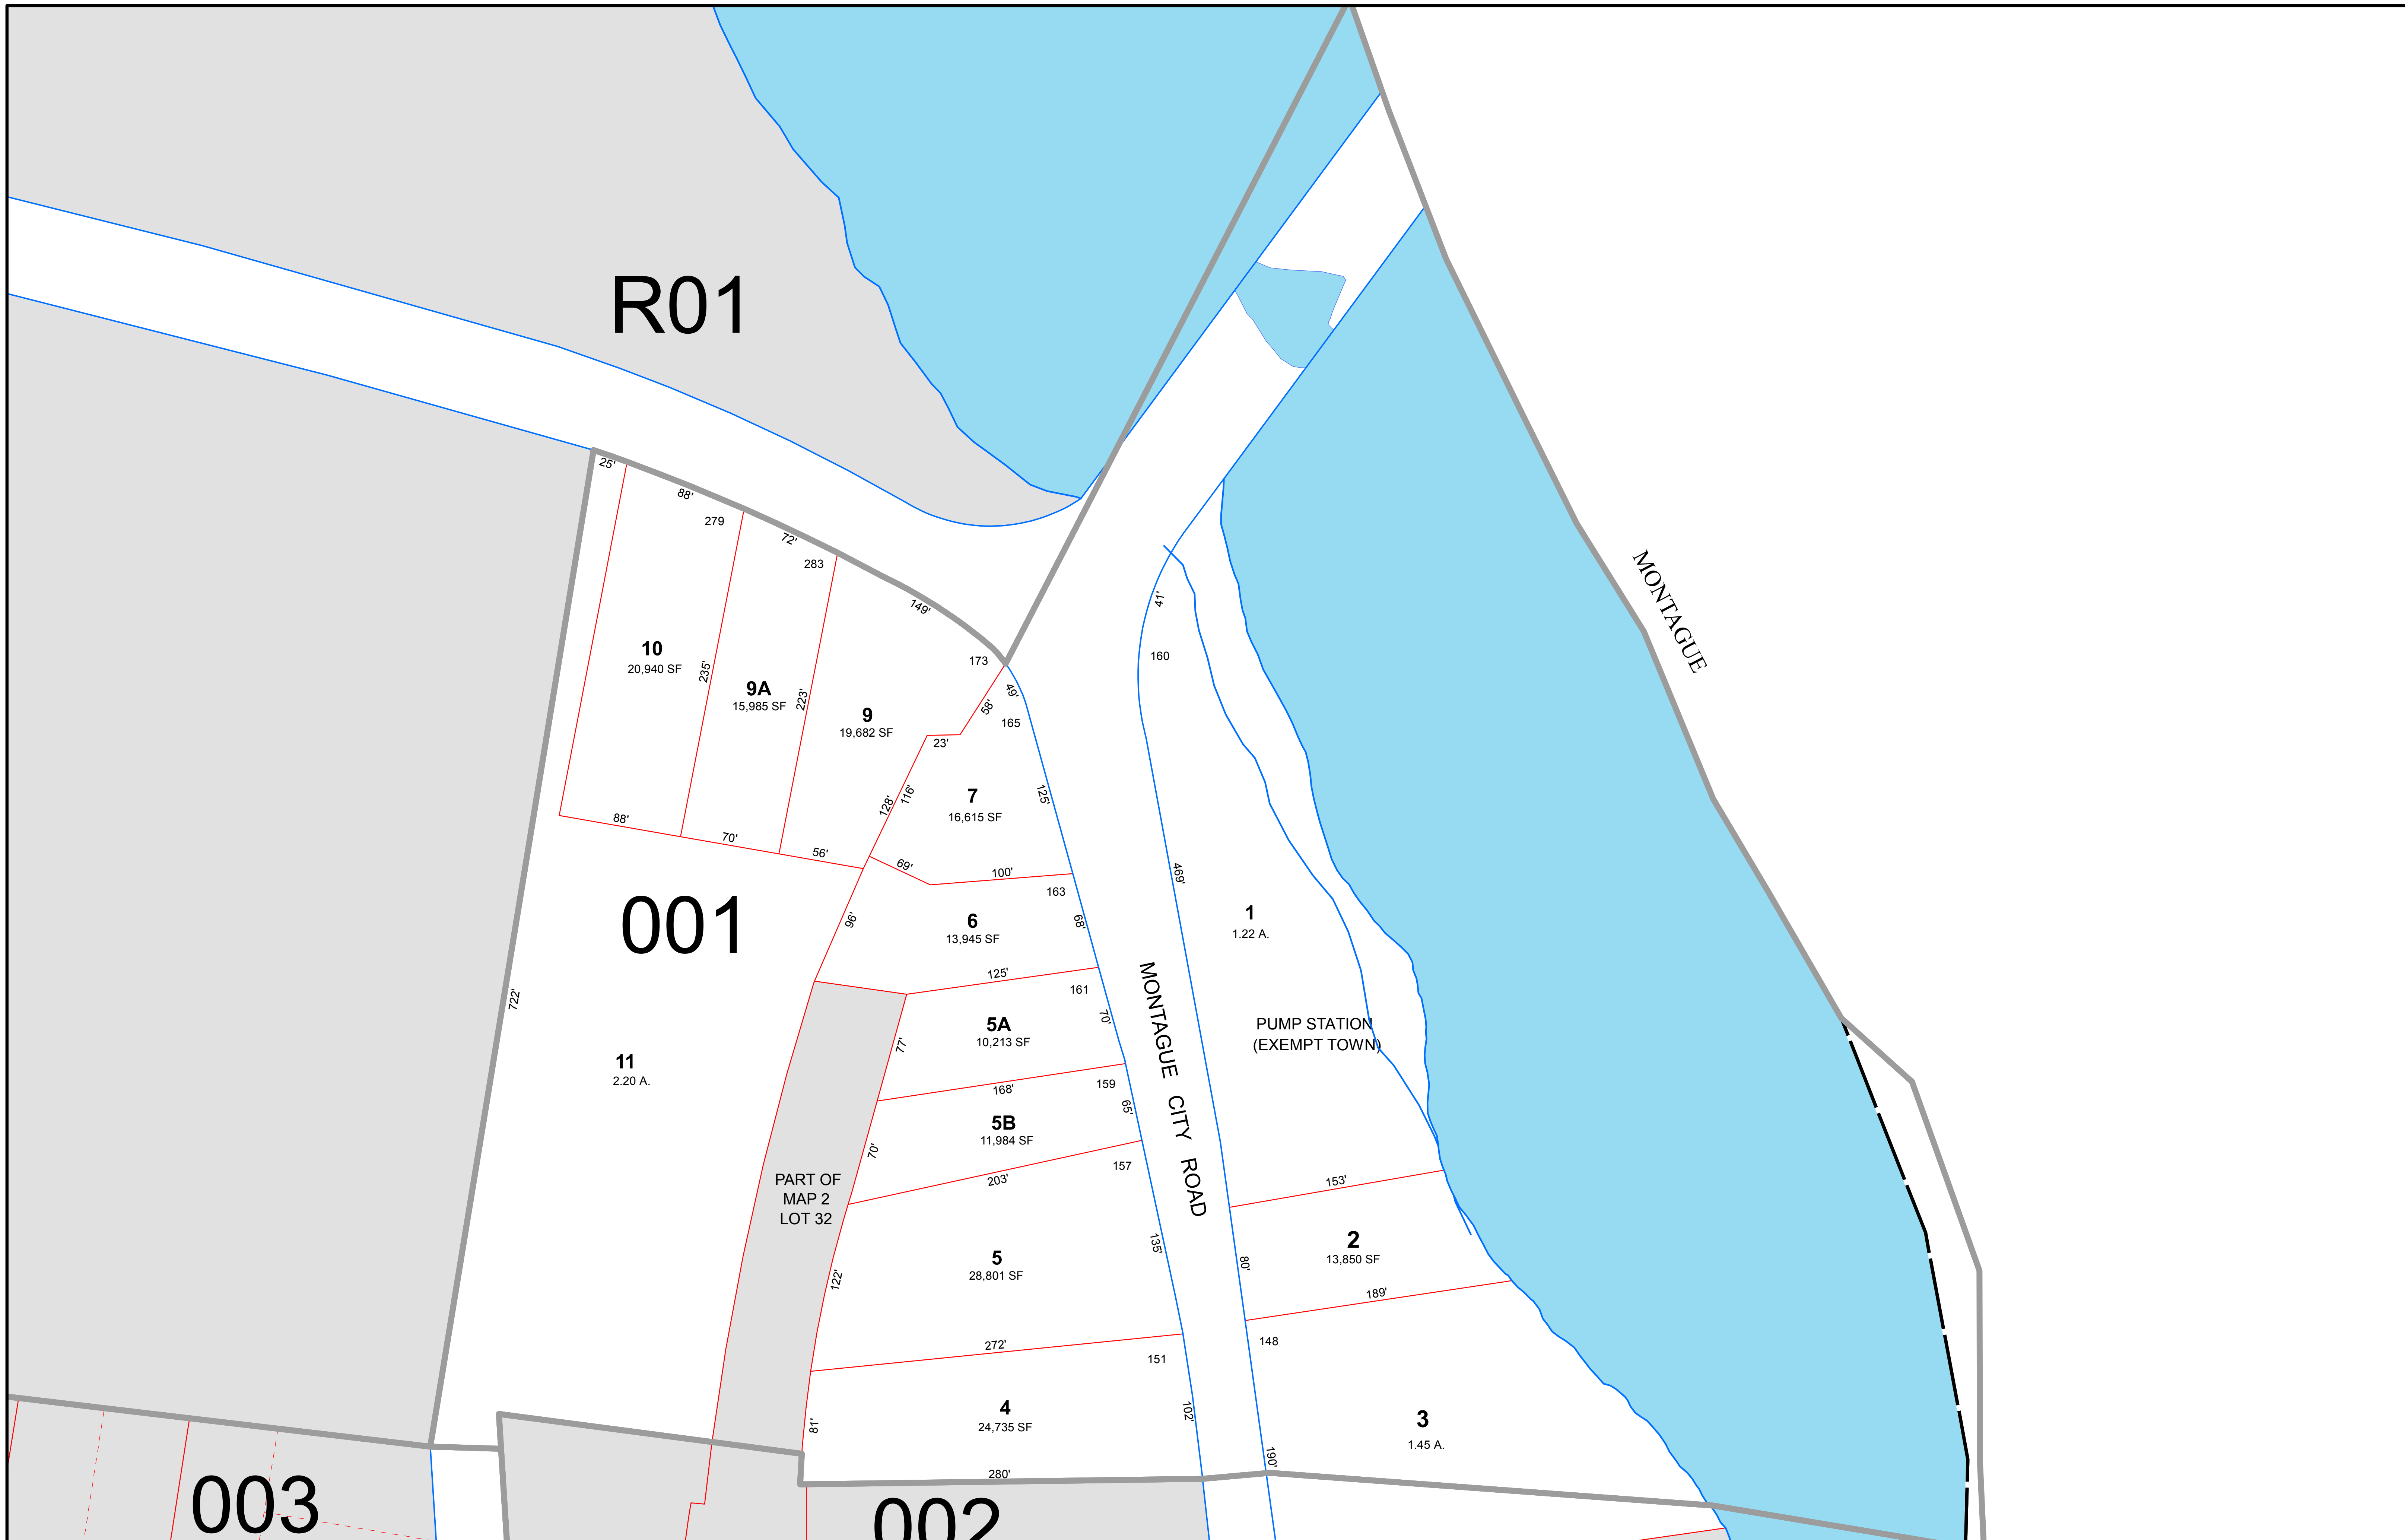 R01
MONTAGUE
25'
88'
279
72'
283
149'
173
49'
58'
165
23'
41'
160
10
20,940 SF
235'
9A
15,985 SF
223'
9
19,682 SF
128'
116'
7
16,615 SF
125'
88'
70'
56'
69'
100'
163
469'
001
96'
6
13,945 SF
68'
1
1.22 A.
125'
161
722'
11
2.20 A.
77'
5A
10,213 SF
70'
MONTAGUE CITY ROAD
PUMP STATION
(EXEMPT TOWN)
168'
159
65'
5B
11,984 SF
70'
157
203'
PART OF
MAP 2
LOT 32
153'
5
28,801 SF
135'
122'
80'
2
13,850 SF
189'
272'
151
148
4
24,735 SF
81'
102'
3
1.45 A.
190'
280'
003
002